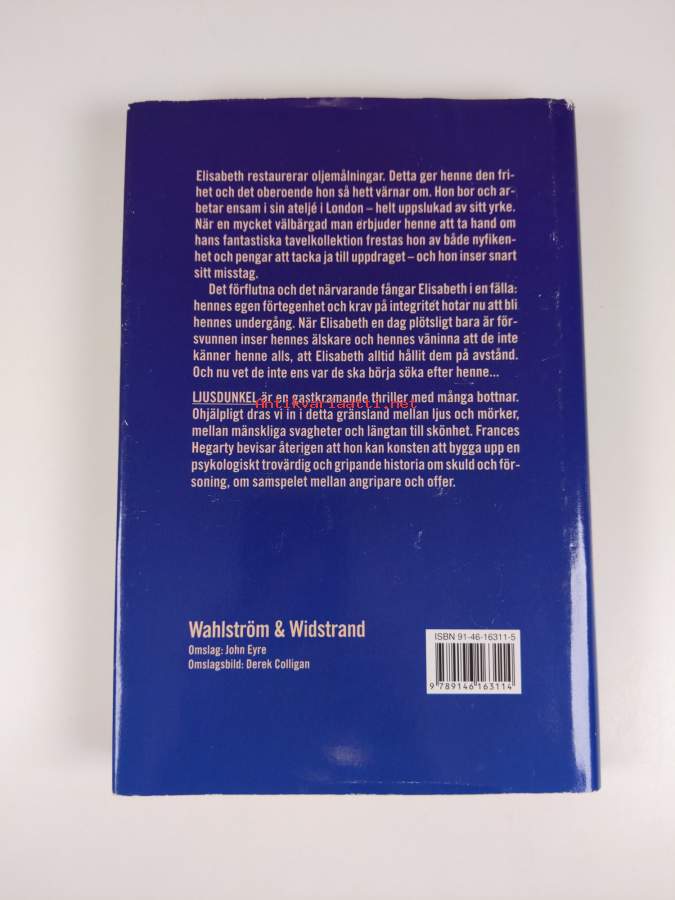 Elisabeth restaurerar oljemålningar. Detta ger henne den fri-
het och det oberoende hon så hett värnar om. Hon bor och ar-
betar ensam i sin ateljé i London – helt uppslukad av sitt yrke.
När en mycket välbärgad man erbjuder henne att ta hand om
hans fantastiska tavelkollektion frestas hon av både nyfiken-
het och pengar att tacka ja till uppdraget – och hon inser snart
sitt misstag.
Det förflutna och det närvarande fångar Elisabeth i en fälla:
hennes egen förtegenhet och krav på integritet hotar nu att bli
hennes undergång. När Elisabeth en dag plötsligt bara är för-
svunnen inser hennes älskare och hennes väninna att de inte
känner henne alls, att Elisabeth alltid hållit dem på avstånd.
Och nu vet de inte ens var de ska börja söka efter henne...
LJUSDUNKEL är en gastkramande thriller med många bottnar.
Antikvariaatti.net
Ohjälpligt dras vi in i detta gränsland mellan ljus och mörker,
mellan mänskliga svagheter och längtan till skönhet. Frances
Hegarty bevisar återigen att hon kan konsten att bygga upp en
psykologiskt trovärdig och gripande historia om skuld och för-
soning, om samspelet mellan angripare och offer.
Wahlström & Widstrand
Omslag: John Eyre
Omslagsbild: Derek Colligan
ISBN 91-46-16311-5
9 789146 163114